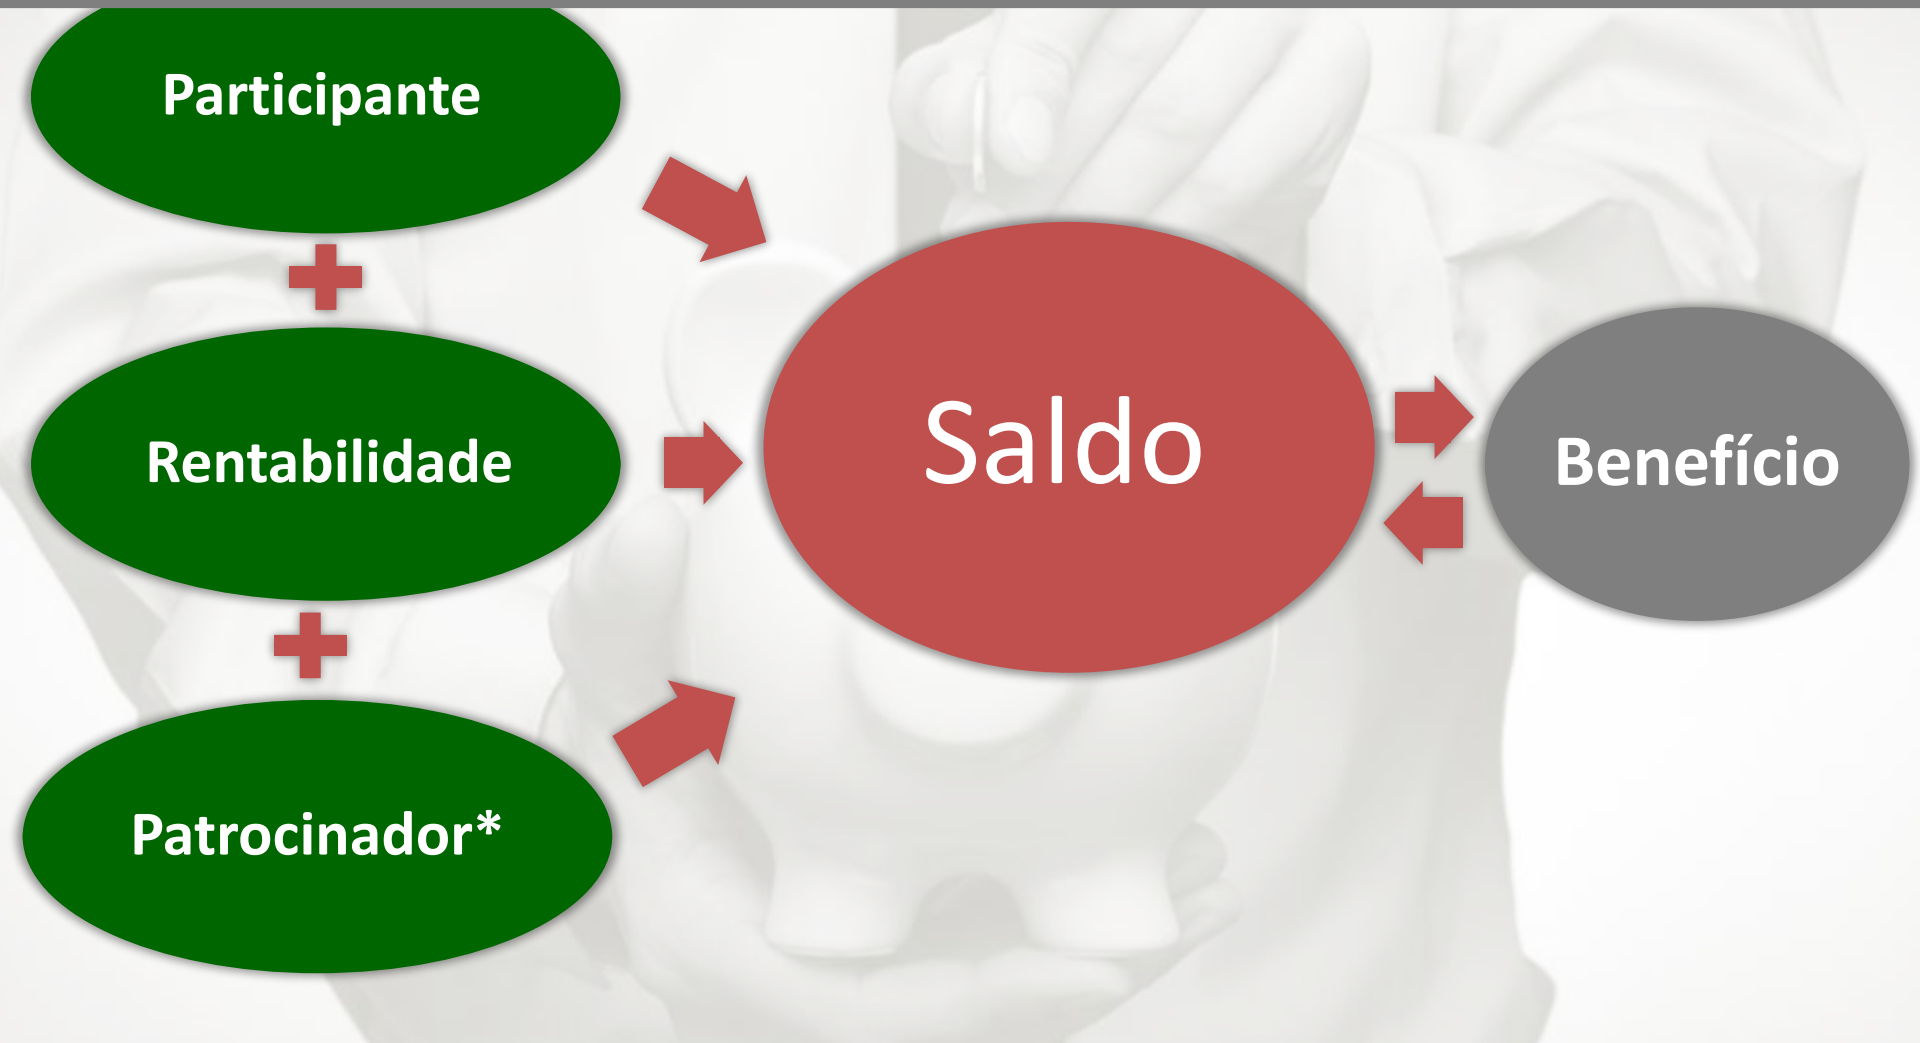 Participante
Rentabilidade
Patrocinador*
Saldo
Benefício